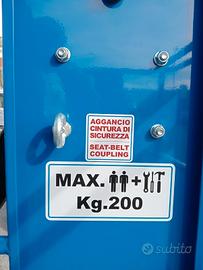 AGGANCIO
CINTURA DI
SICUREZZA
SEAT-BELT
COUPLING
MAX. +
Kg.200
subito